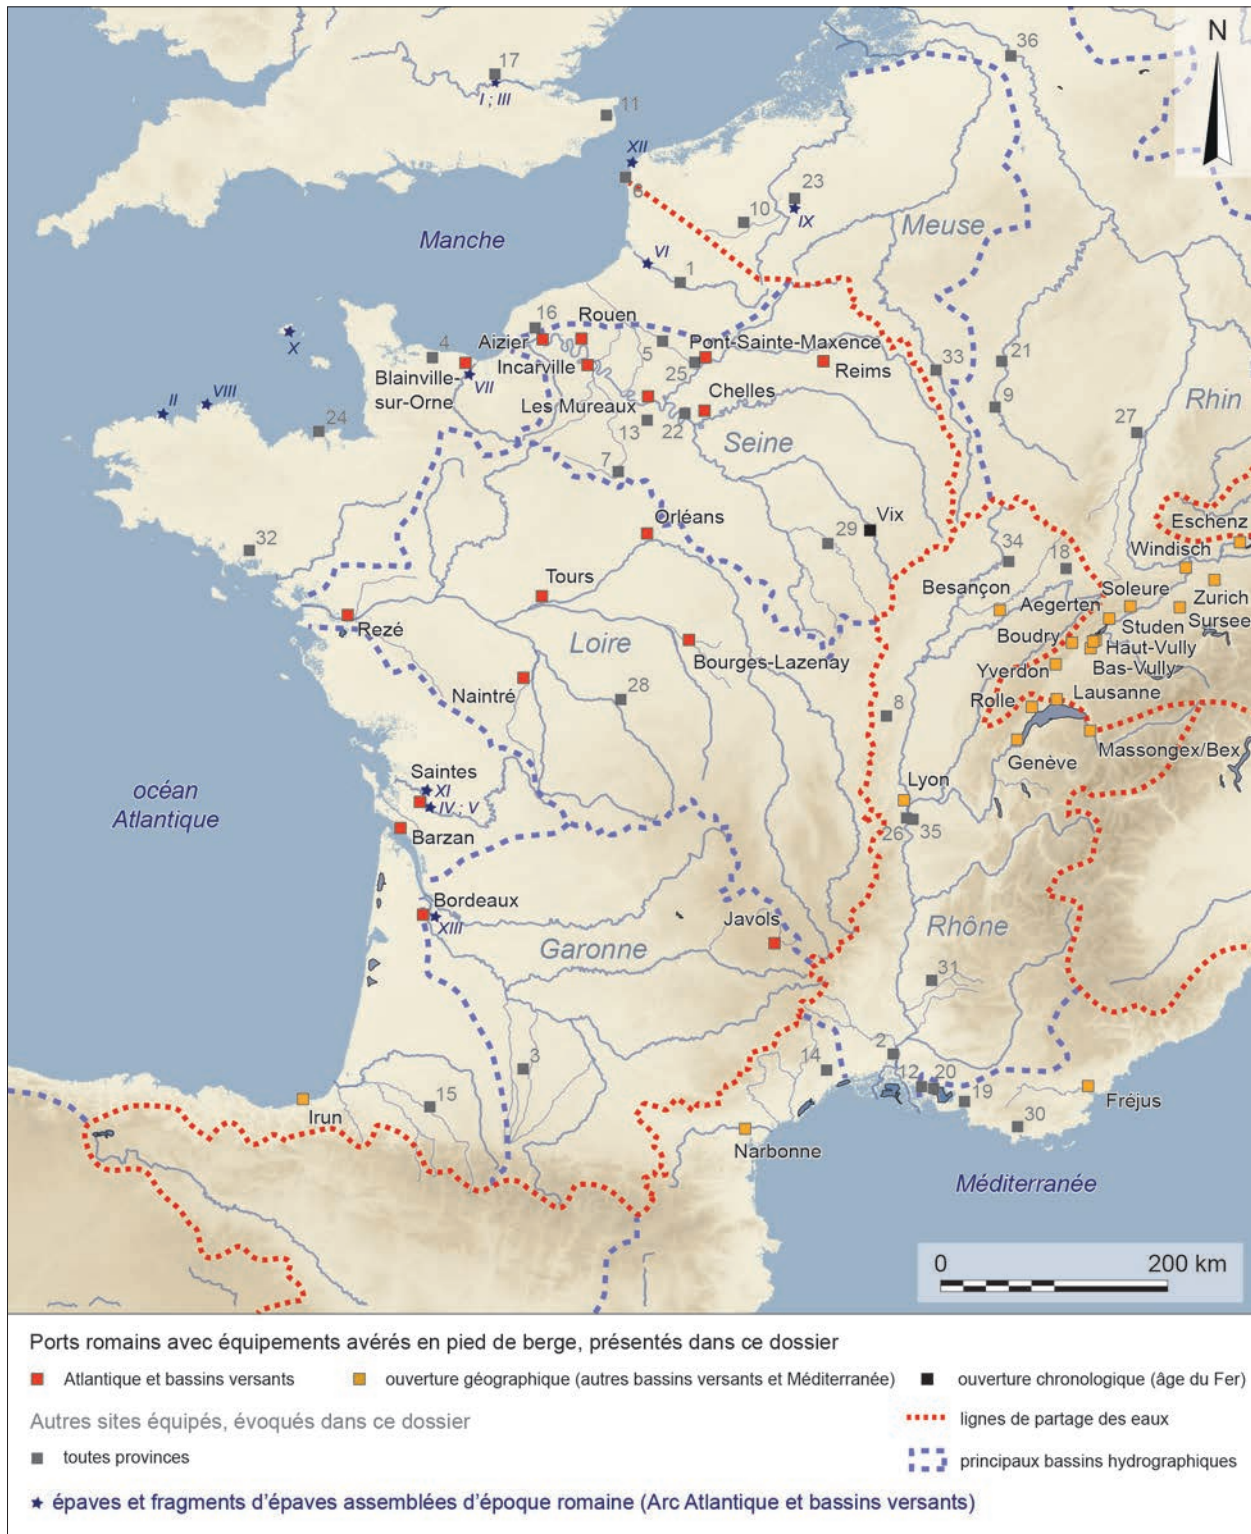 N
17
I ; III
36
11
XII
6
23
10
IX
Meuse
Manche
VI
1
16
Rouen
Aizier
X
4
Incarville
5
Pont-Sainte-Maxence
33
21
25
Reims
Blainville-
sur-Orne
VII
Chelles
9
Rhin
II
VIII
Les Mureaux
24
13
22
Seine
27
7
Orléans
Vix
29
Eschenz
32
34
18
Windisch
Tours
Besançon
Soleure
Zurich
Aegerten
Sursee
Rezé
Studen
Loire
Boudry
Haut-Vully
Bourges-Lazenay
Bas-Vully
Yverdon
Naintré
28
Lausanne
8
Rolle
Massongex/Bex
Genève
Saintes
XI
Lyon
océan
Atlantique
IV ; V
26
35
Barzan
Bordeaux
XIII
Javols
Rhône
Garonne
31
2
3
14
12
20
15
19
Fréjus
Irun
30
Narbonne
Méditerranée
0
200 km
Ports romains avec équipements avérés en pied de berge, présentés dans ce dossier
Atlantique et bassins versants
ouverture géographique (autres bassins versants et Méditerranée)
ouverture chronologique (âge du Fer)
Autres sites équipés, évoqués dans ce dossier
lignes de partage des eaux
toutes provinces
principaux bassins hydrographiques
épaves et fragments d'épaves assemblées d'époque romaine (Arc Atlantique et bassins versants)